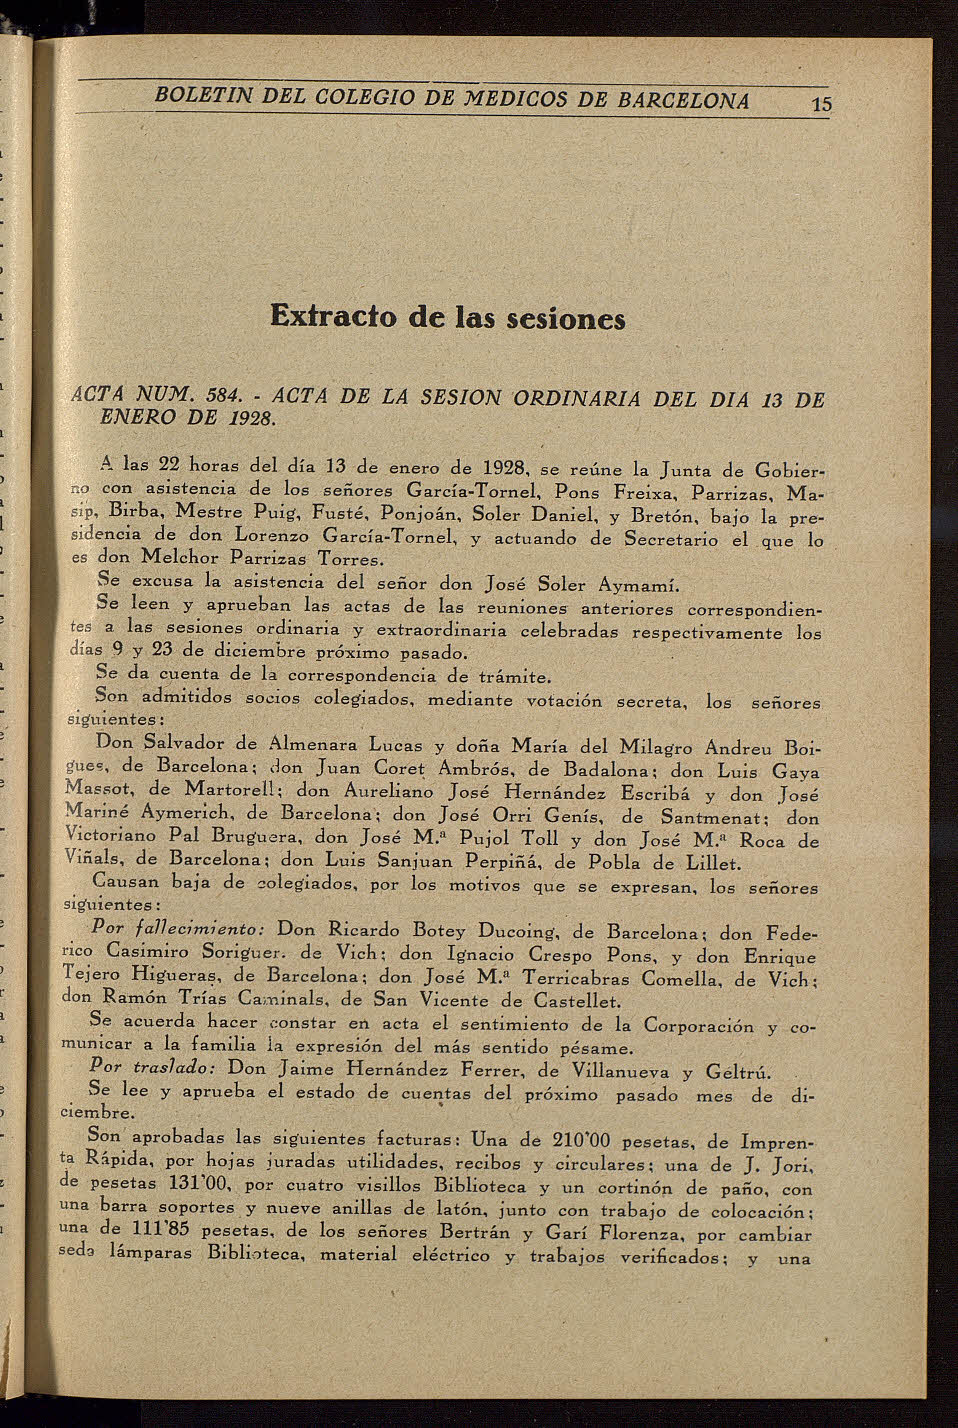 BOLETIN DEL COLEGIO DE MEDICOS DE BARCELONA 15
Extracto de las sesiones
ACTA NUM. 584. - ACTA DE LA SESION ORDINARIA DEL DIA 13 DE
ENERO DE 1928.
A las 22 horas del día 13 de enero de 1928, se reúne la Junta de Gobier-
no con asistencia de los señores García-Tornel, Pons Freixa, Parrizas, Ma-
sip, Birba, Mestre Puig, Fusté, Ponjoán, Soler Daniel, y Bretón, bajo la pre-
sidencia de don Lorenzo García-Tornel, y actuando de Secretario el que lo
es don Melchor Parrizas Torres.
Se excusa la asistencia del señor don José Soler Aymamí.
Se leen y aprueban las actas de las reuniones anteriores correspondien-
tes a las sesiones ordinaria y extraordinaria celebradas respectivamente los
días 9 y 23 de diciembre próximo pasado.
Se da cuenta de la correspondencia de trámite.
Son admitidos socios colegiados, mediante votación secreta, los señores
siguientes:
Don Salvador de Almenara Lucas y doña María del Milagro Andreu Boi-
gues, de Barcelona; don Juan Coret Ambrós, de Badalona; don Luis Gaya
Massot, de Martorell; don Aureliano José Hernández Escribá y don José
Mariné Aymerich, de Barcelona; don José Orri Genís, de Santmenat; don
Victoriano Pal Bruguera, don José M.ª Pujol Toll y don José M.ª Roca de
Viñals, de Barcelona; don Luis Sanjuan Perpiñá, de Pobla de Lillet.
Causan baja de colegiados, por los motivos que se expresan, los señores
siguientes:
Por fallecimiento: Don Ricardo Botey Ducoing, de Barcelona; don Fede-
rico Casimiro Soriguer, de Vich; don Ignacio Crespo Pons, y don Enrique
Tejero Higueras, de Barcelona; don José M.ª Terricabras Comella, de Vich;
don Ramón Trías Caminals, de San Vicente de Castellet.
Se acuerda hacer constar en acta el sentimiento de la Corporación y co-
municar a la familia la expresión del más sentido pésame.
Por traslado: Don Jaime Hernández Ferrer, de Villanueva y Geltrú.
Se lee y aprueba el estado de cuentas del próximo pasado mes de di-
ciembre.
Son aprobadas las siguientes facturas: Una de 210'00 pesetas, de Impren-
ta Rápida, por hojas juradas utilidades, recibos y circulares; una de J. Jori,
de pesetas 131'00, por cuatro visillos Biblioteca y un cortinón de paño, con
una barra soportes y nueve anillas de latón, junto con trabajo de colocación;
una de 111'85 pesetas, de los señores Bertrán y Garí Florenza, por cambiar
seda lámparas Biblioteca, material eléctrico y trabajos verificados; y una